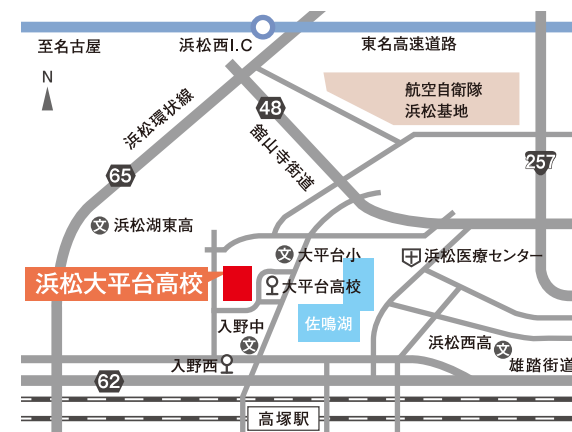 至名古屋
浜松西I.C
東名高速道路
N
航空自衛隊
浜松基地
浜松環状線
48
舘山寺街道
65
257
文
浜松湖東高
文
大平台小
浜松医療センター
浜松大平台高校
大平台高校
佐鳴湖
入野中
文
浜松西高
文
入野西
雄踏街道
62
高塚駅